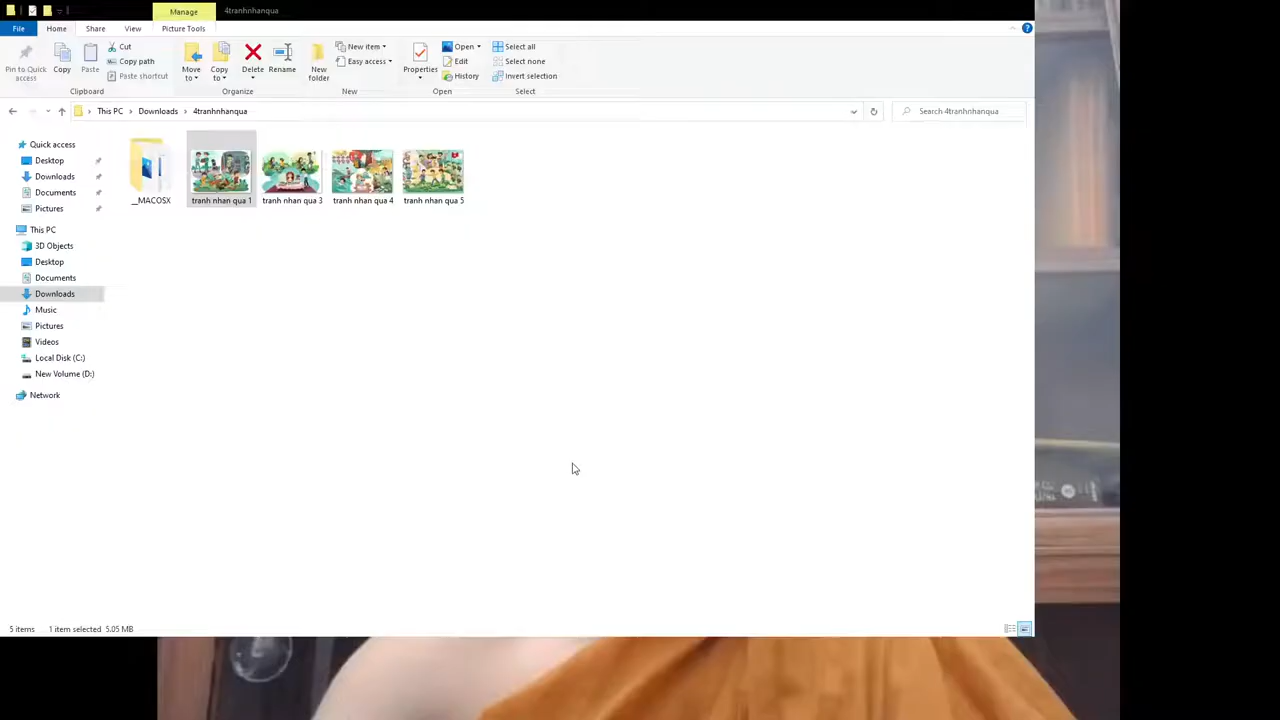 Manage
4tranhnhanqua
File
Home
Share
View
Picture Tools
Pin to Quick access
Copy
Paste
Cut
Copy path
Paste shortcut
Clipboard
Move to
Copy to
Delete
Rename
Organize
New folder
New item
Easy access
New
Properties
Open
Edit
History
Open
Select all
Select none
Invert selection
Select
This PC
Downloads
4tranhnhanqua
Search 4tranhnhanqua
Quick access
Desktop
Downloads
Documents
Pictures
This PC
3D Objects
Desktop
Documents
Downloads
Music
Pictures
Videos
Local Disk (C:)
New Volume (D:)
Network
__MACOSX
tranh nhan qua 1
tranh nhan qua 3
tranh nhan qua 4
tranh nhan qua 5
5 items
1 item selected 5.05 MB